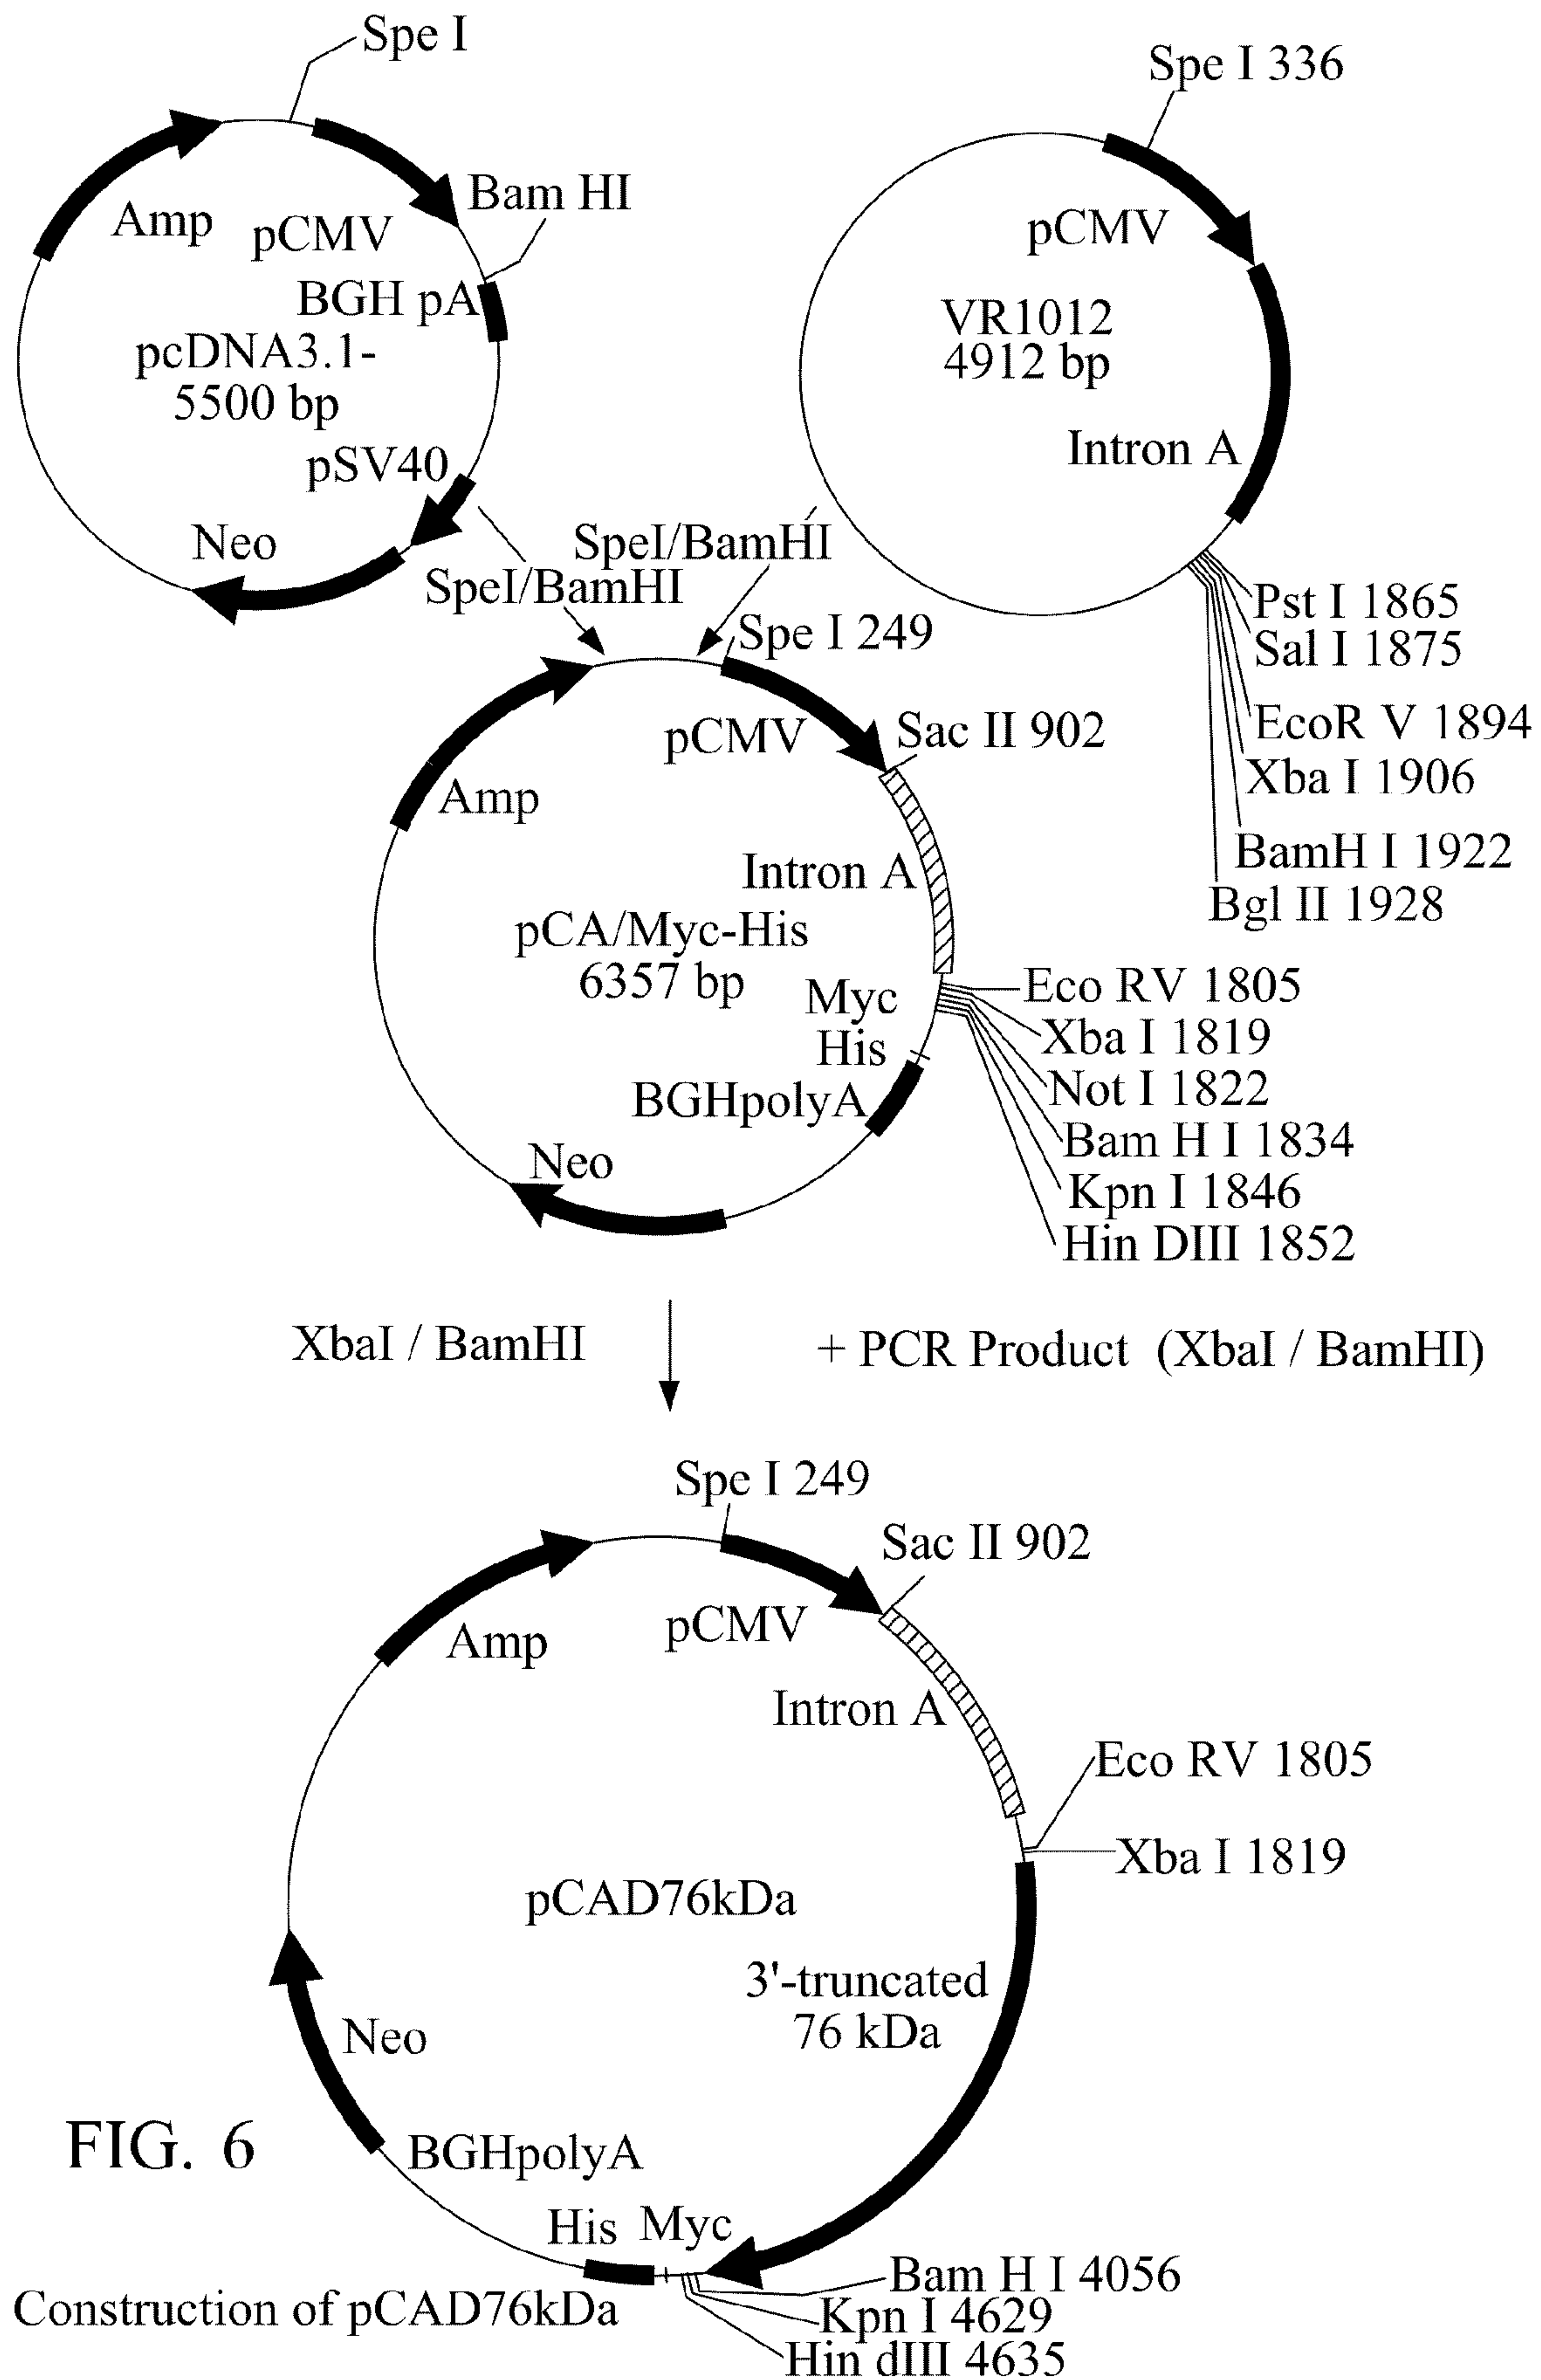 Spe I
Amp
pCMV
Bam HI
BGH pA
pcDNA3.1-
5500 bp
pSV40
Neo
SpeI/BamHI
Spe I 336
pCMV
VR1012
4912 bp
Intron A
Pst I 1865
Sal I 1875
EcoR V 1894
Xba I 1906
BamH I 1922
Bgl II 1928
SpeI/BamHI
Spe I 249
pCMV
Sac II 902
Amp
Intron A
pCA/Myc-His
6357 bp
Myc
His
BGHpolyA
Neo
Eco RV 1805
Xba I 1819
Not I 1822
Bam H I 1834
Kpn I 1846
Hin DIII 1852
XbaI / BamHI
+ PCR Product (XbaI / BamHI)
Spe I 249
Sac II 902
Amp
pCMV
Intron A
Eco RV 1805
Xba I 1819
pCAD76kDa
3'-truncated
76 kDa
Neo
FIG. 6
BGHpolyA
His Myc
Bam H I 4056
Construction of pCAD76kDa
Kpn I 4629
Hin dIII 4635